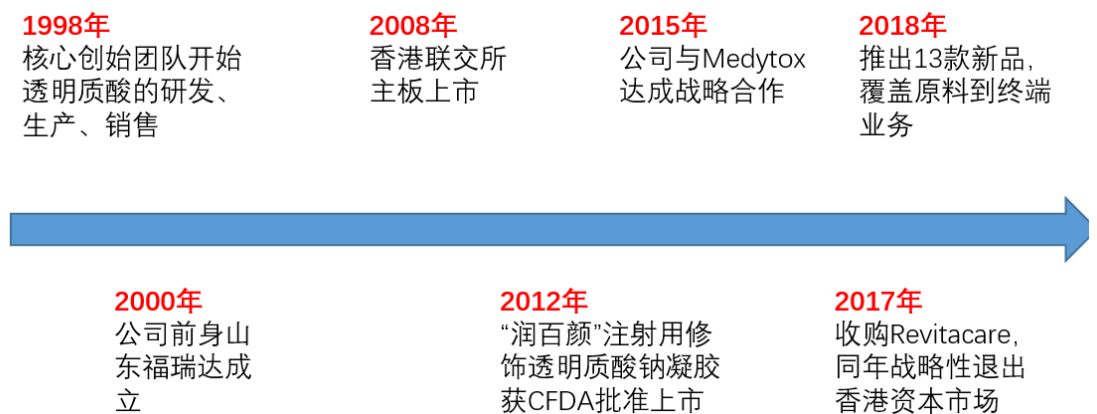 1998年
核心创始团队开始
透明质酸的研发、
生产、销售
2008年
香港联交所
主板上市
2015年
公司与Medytox
达成战略合作
2018年
推出13款新品,
覆盖原料到终端
业务
2000年
公司前身山
东福瑞达成
立
2012年
“润百颜”注射用修
饰透明质酸钠凝胶
获CFDA批准上市
2017年
收购Revitacare,
同年战略性退出
香港资本市场